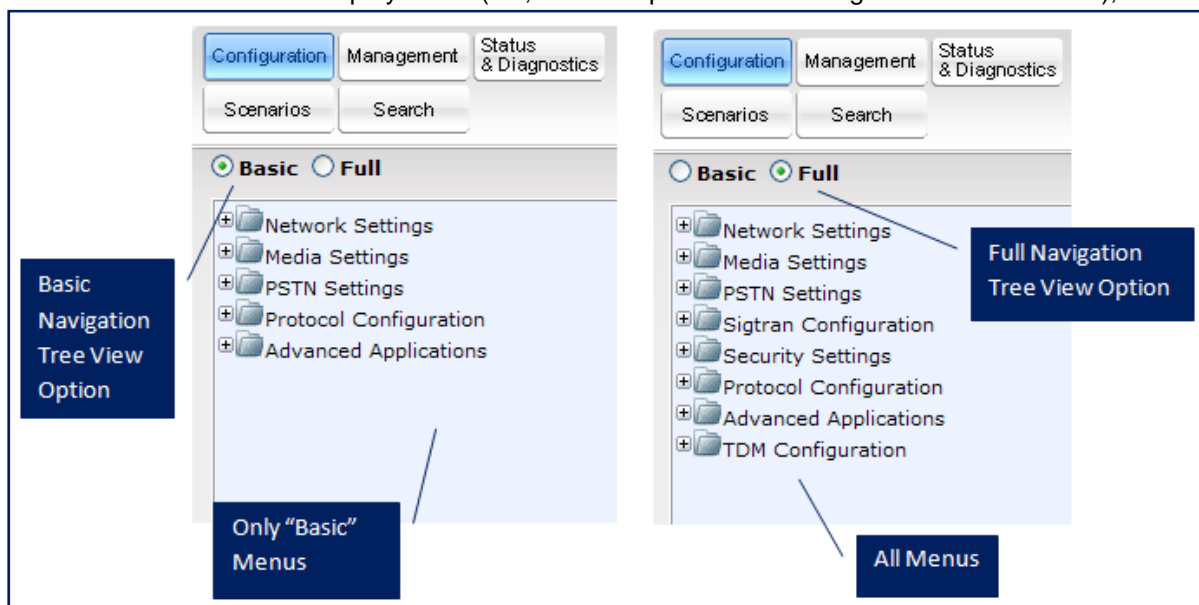 Configuration
Management
Status
& Diagnostics
Scenarios
Search
Basic
Full
Network Settings
Media Settings
PSTN Settings
Protocol Configuration
Advanced Applications
Basic
Navigation
Tree View
Option
Only “Basic”
Menus
Configuration
Management
Status
& Diagnostics
Scenarios
Search
Basic
Full
Network Settings
Media Settings
PSTN Settings
Sigtran Configuration
Security Settings
Protocol Configuration
Advanced Applications
TDM Configuration
Full Navigation
Tree View Option
All Menus